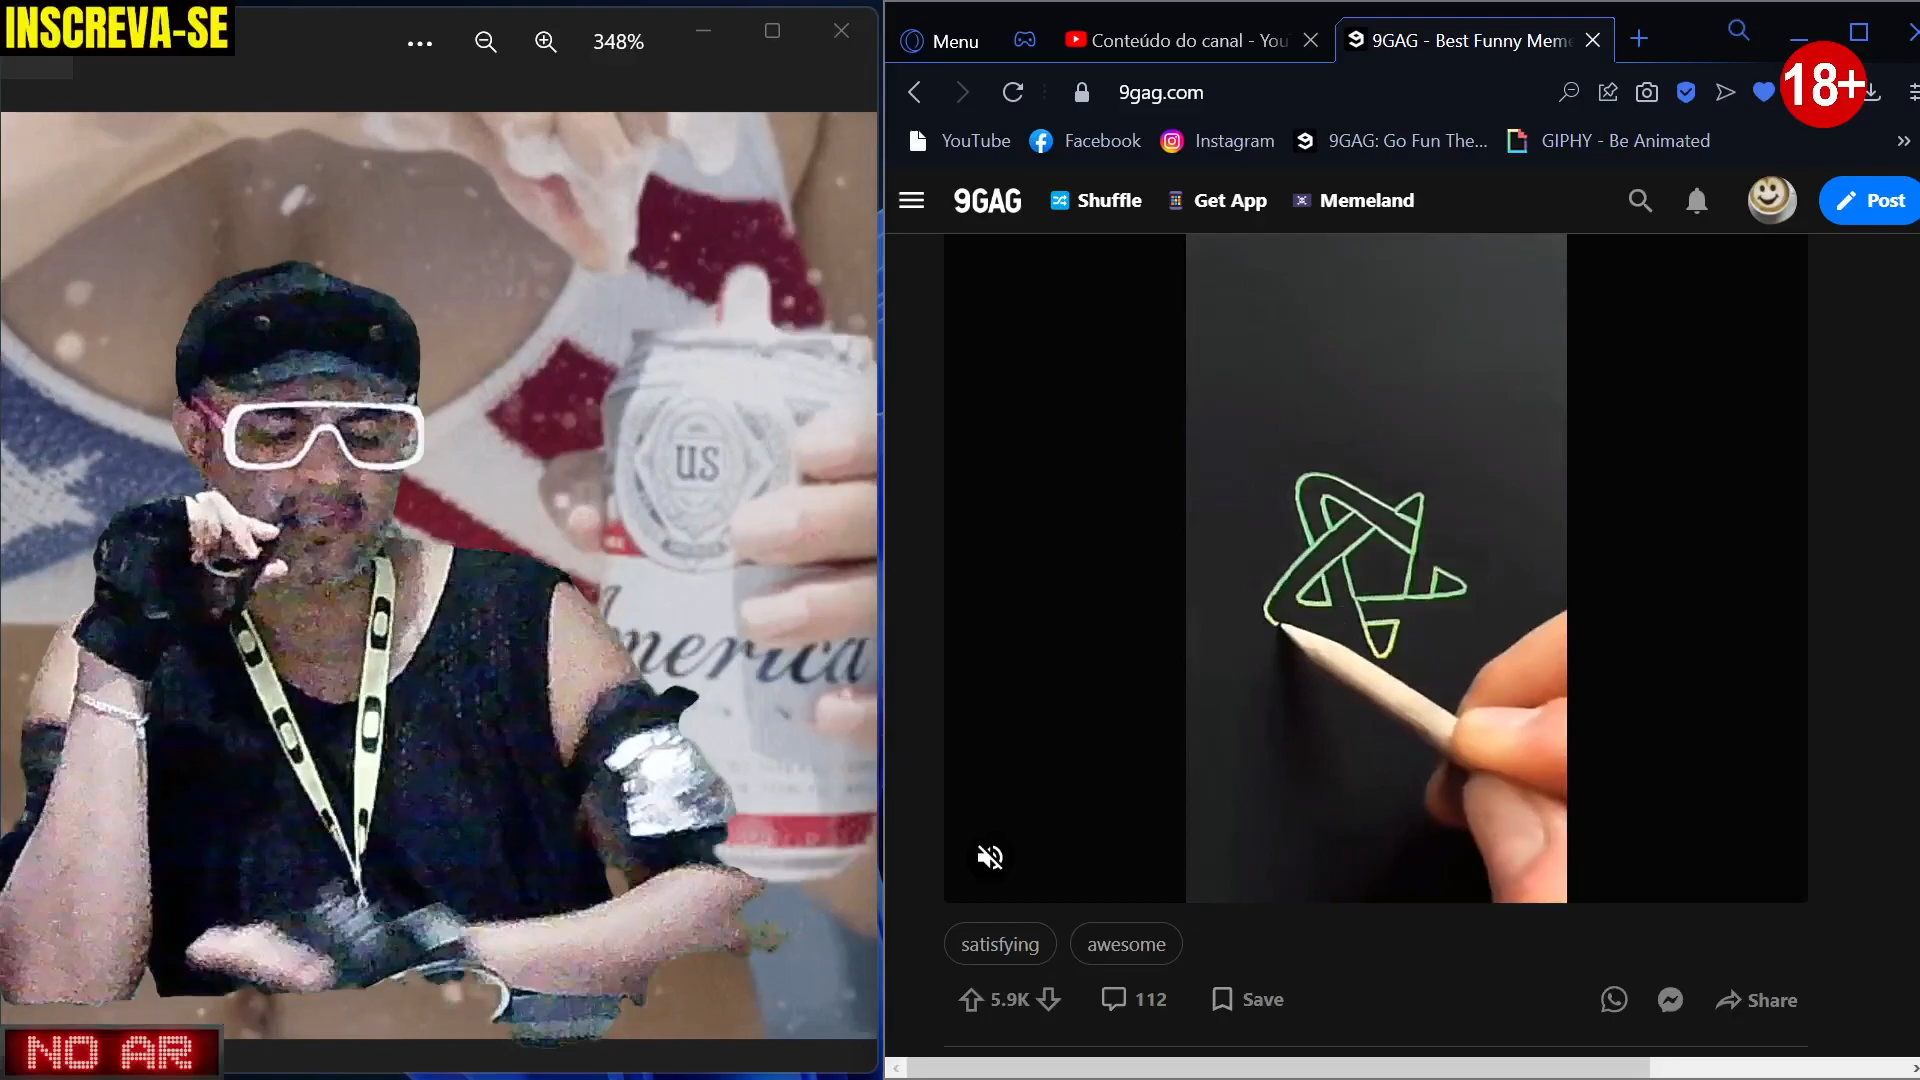 INSCREVA-SE
348%
Menu
Conteúdo do canal - You
9GAG - Best Funny Meme
9gag.com
18+
YouTube
Facebook
Instagram
9GAG: Go Fun The...
GIPHY - Be Animated
9GAG
Shuffle
Get App
Memeland
Post
US
America
satisfying
awesome
5.9K
112
Save
Share
NO AR